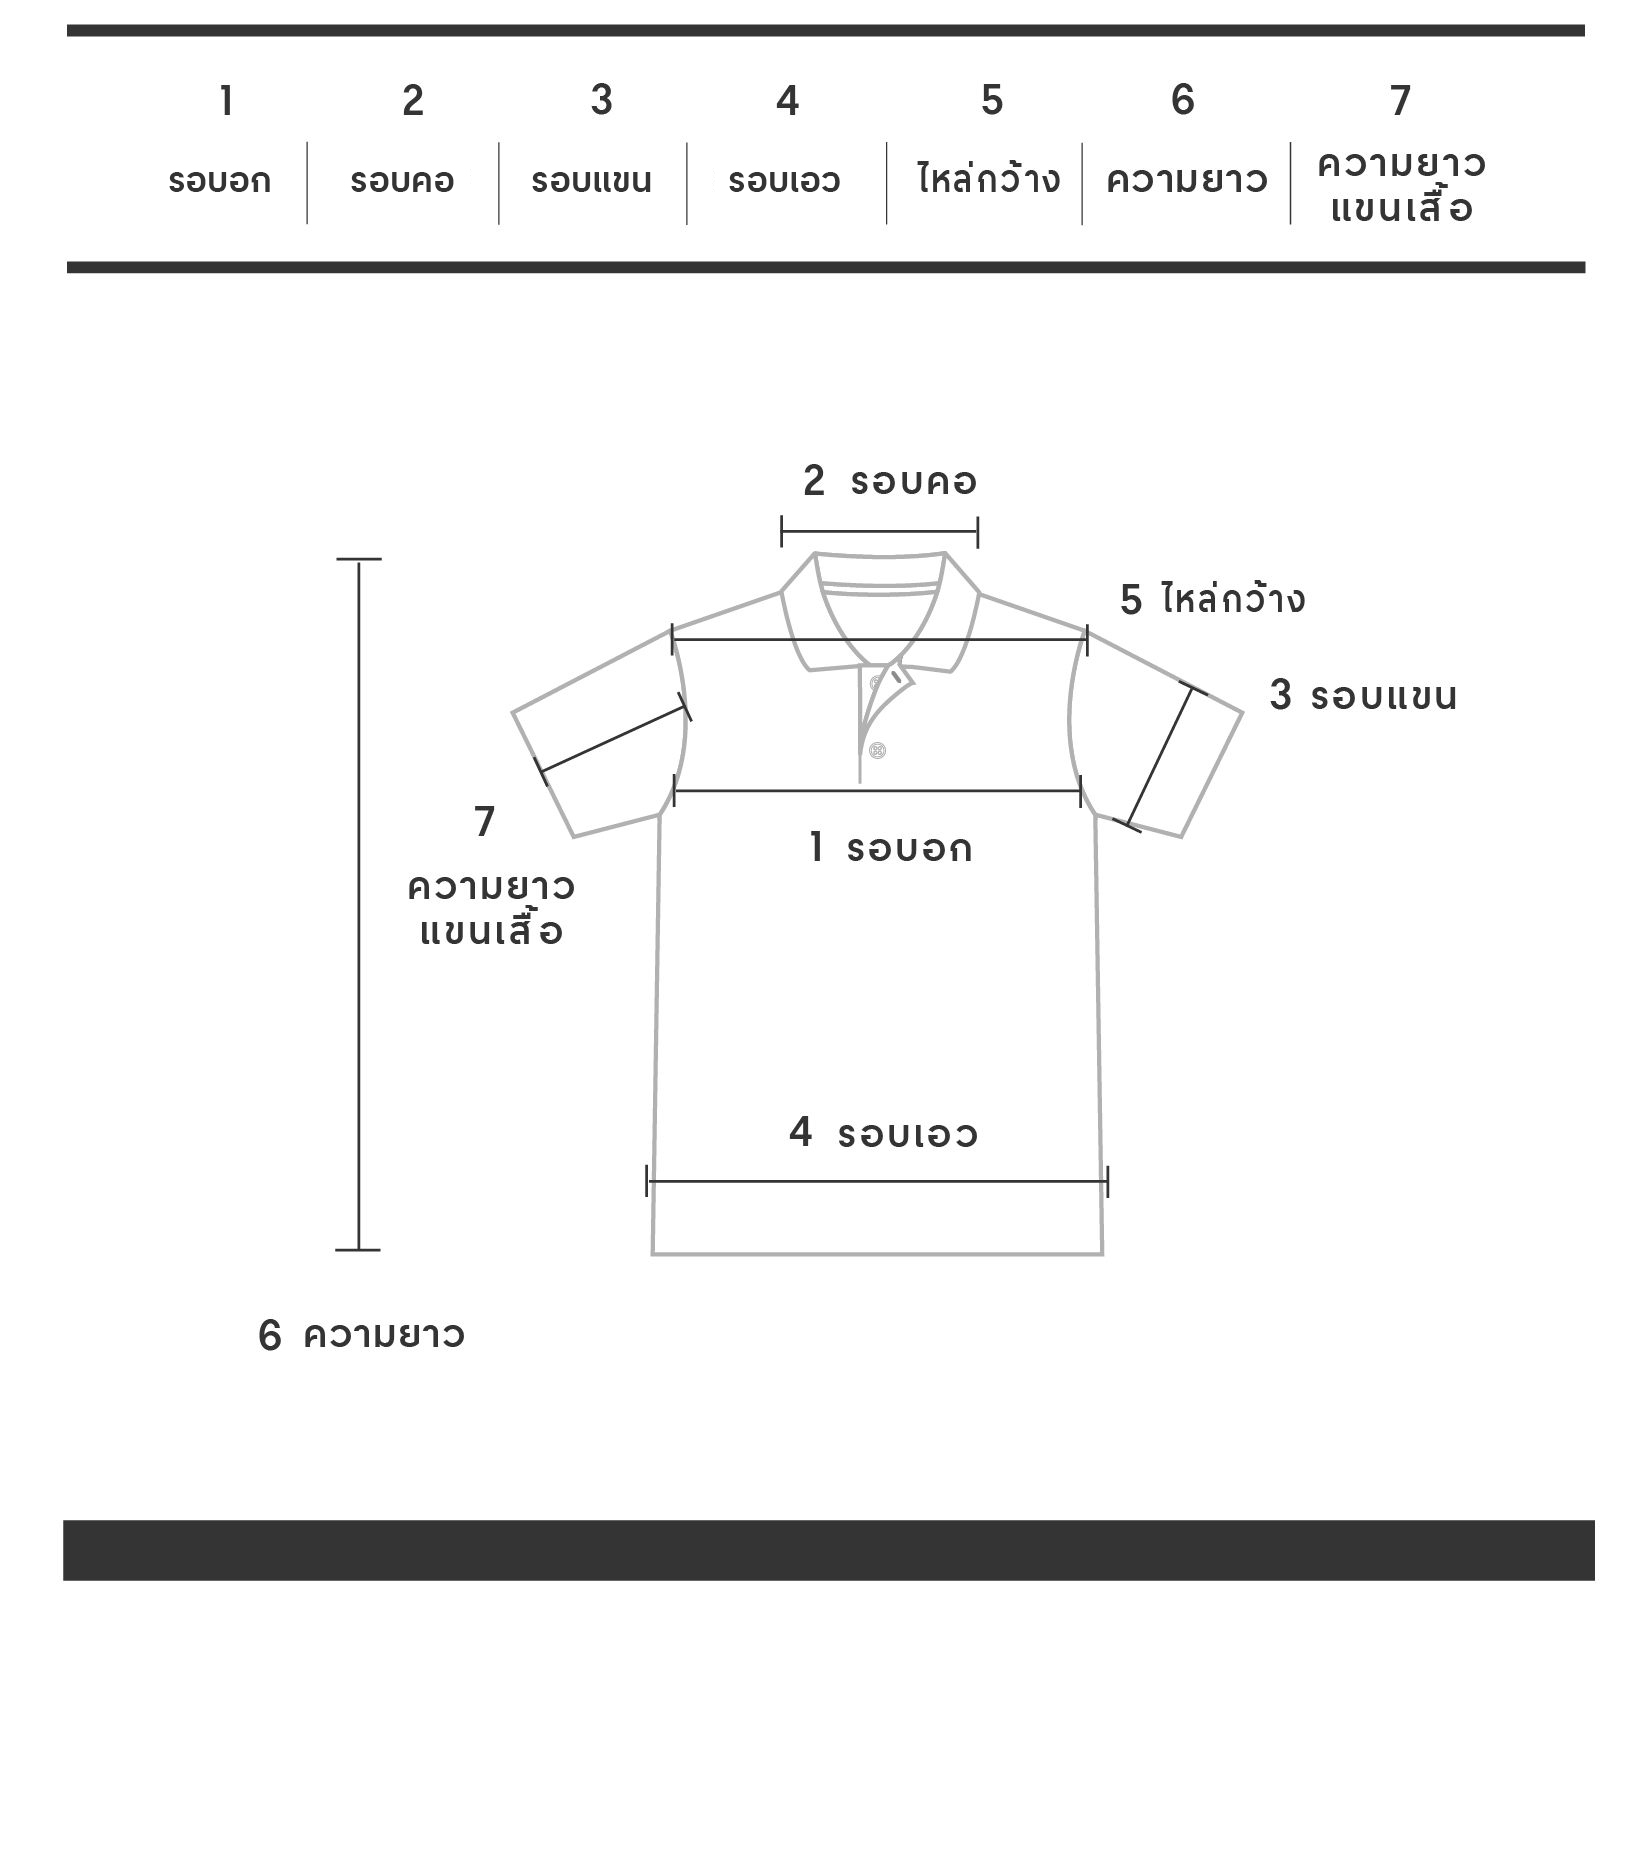 1 2 3 4 5 6 7
รอบอก รอบคอ รอบแขน รอบเอว ไหล่กว้าง ความยาว ความยาว
แขนเสื้อ
2 รอบคอ
5 ไหล่กว้าง
3 รอบแขน
7
ความยาว
แขนเสื้อ
1 รอบอก
4 รอบเอว
6 ความยาว